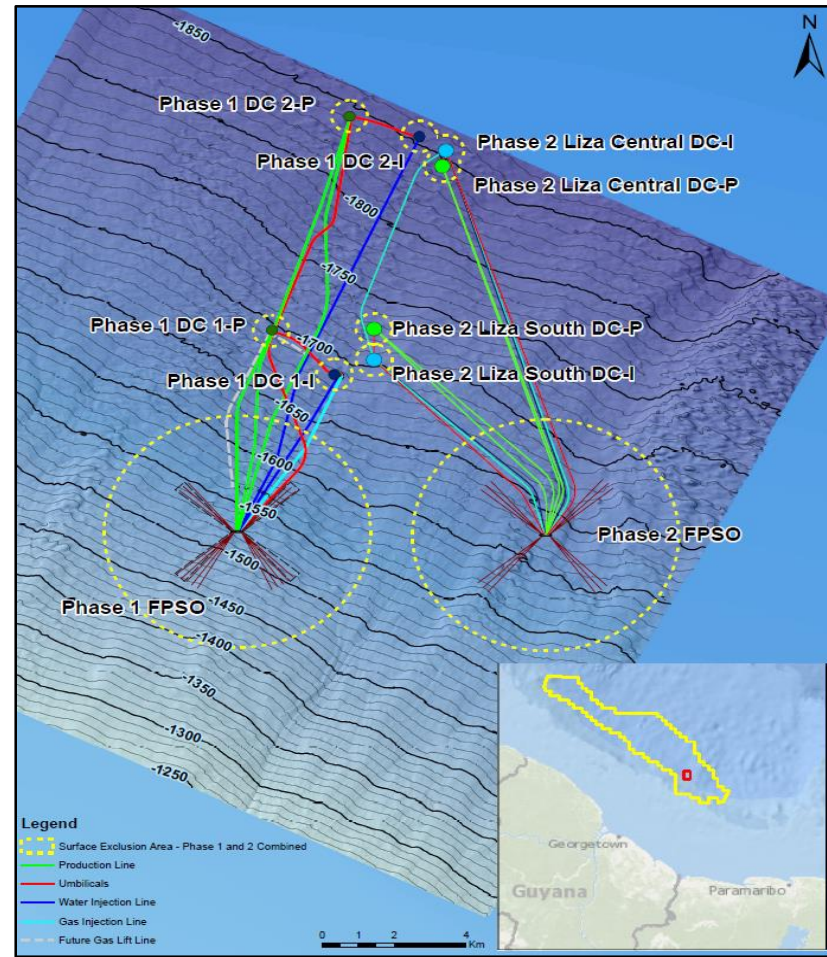 N
-1850
Phase 1 DC 2-P
Phase 2 Liza Central DC-I
Phase 1 DC 2-I
Phase 2 Liza Central DC-P
-1800
-1750
Phase 1 DC 1-P
Phase 2 Liza South DC-P
-1700
Phase 1 DC 1-I
Phase 2 Liza South DC-I
-1650
-1600
-1550
Phase 2 FPSO
-1500
Phase 1 FPSO
-1450
-1400
-1350
-1300
-1250
Legend
Surface Exclusion Area - Phase 1 and 2 Combined
Production Line
Umbilicals
Water Injection Line
Gas Injection Line
Future Gas Lift Line
0 1 2 4
Km
Georgetown
Guyana
Paramaribo